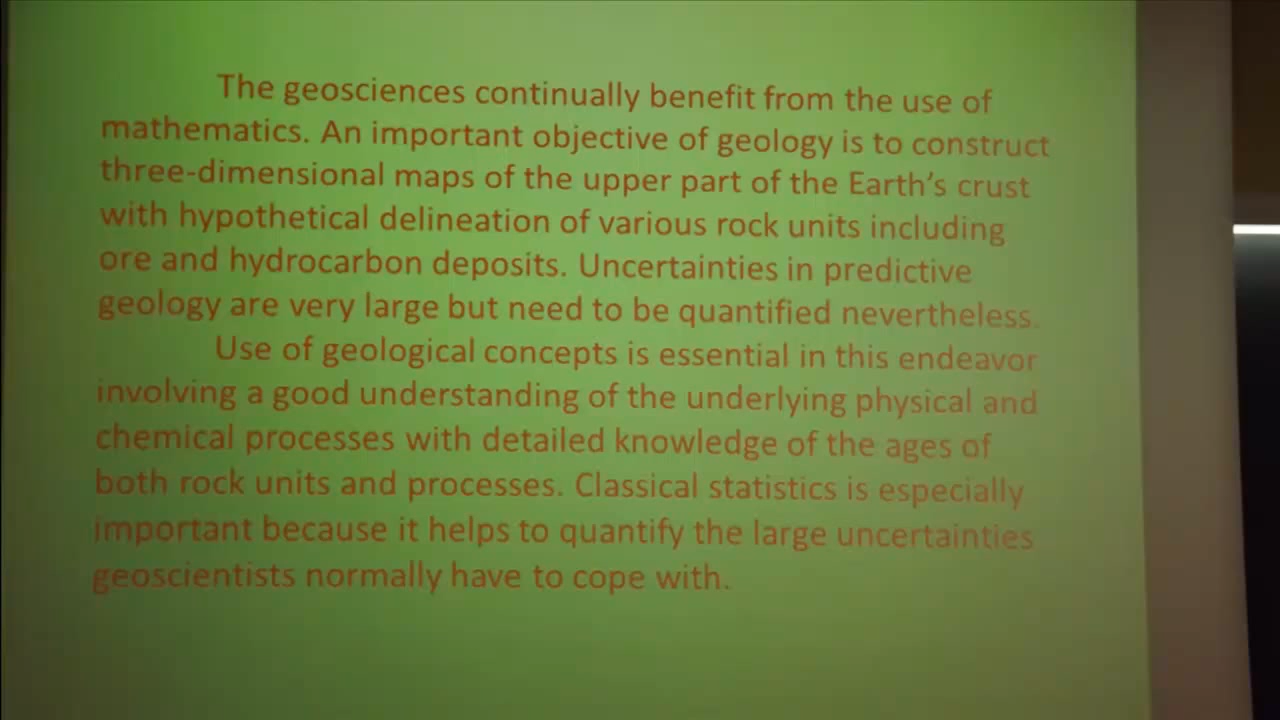 The geosciences continually benefit from the use of
mathematics. An important objective of geology is to construct
three-dimensional maps of the upper part of the Earth's crust
with hypothetical delineation of various rock units including
ore and hydrocarbon deposits. Uncertainties in predictive
geology are very large but need to be quantified nevertheless.
Use of geological concepts is essential in this endeavor
involving a good understanding of the underlying physical and
chemical processes with detailed knowledge of the ages of
both rock units and processes. Classical statistics is especially
important because it helps to quantify the large uncertainties
geoscientists normally have to cope with.